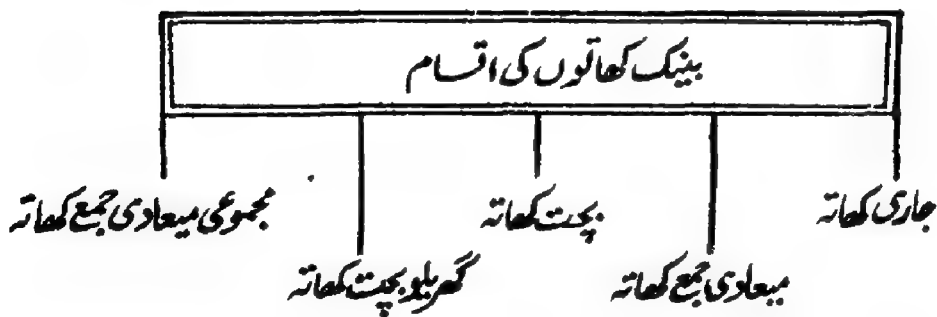 بینک کھاتوں کی اقسام
جاری کھاتہ
میعادی جمع کھاتہ
بچت کھاتہ
گھریلو بچت کھاتہ
مجموعی میعادی جمع کھاتہ